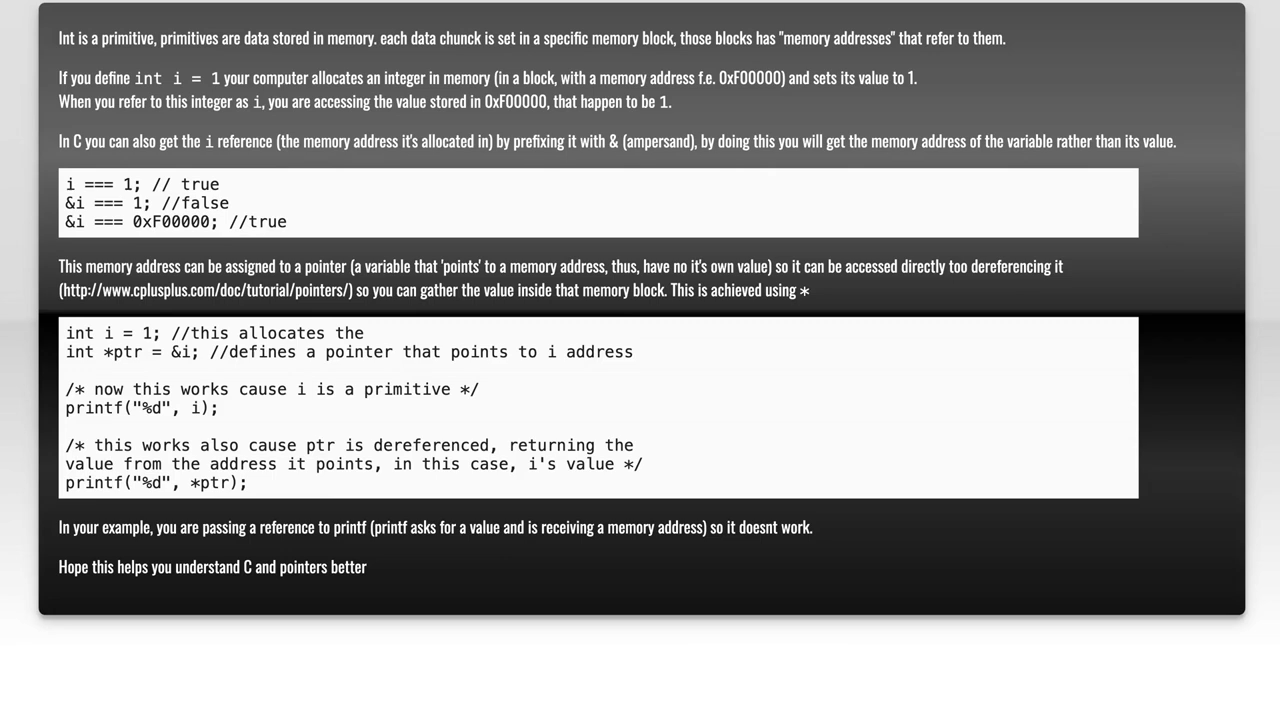 Int is a primitive, primitives are data stored in memory. each data chunck is set in a specific memory block, those blocks has "memory addresses" that refer to them.
If you define int i = 1 your computer allocates an integer in memory (in a block, with a memory address f.e. 0xF00000) and sets its value to 1.
When you refer to this integer as i, you are accessing the value stored in 0xF00000, that happen to be 1.
In C you can also get the i reference (the memory address it's allocated in) by prefixing it with & (ampersand), by doing this you will get the memory address of the variable rather than its value.
i === 1; // true
&i === 1; //false
&i === 0xF00000; //true
This memory address can be assigned to a pointer (a variable that 'points' to a memory address, thus, have no it's own value) so it can be accessed directly too dereferencing it
(http://www.cplusplus.com/doc/tutorial/pointers/) so you can gather the value inside that memory block. This is achieved using *
int i = 1; //this allocates the
int *ptr = &i; //defines a pointer that points to i address
/* now this works cause i is a primitive */
printf("%d", i);
/* this works also cause ptr is dereferenced, returning the
value from the address it points, in this case, i's value */
printf("%d", *ptr);
In your example, you are passing a reference to printf (printf asks for a value and is receiving a memory address) so it doesnt work.
Hope this helps you understand C and pointers better